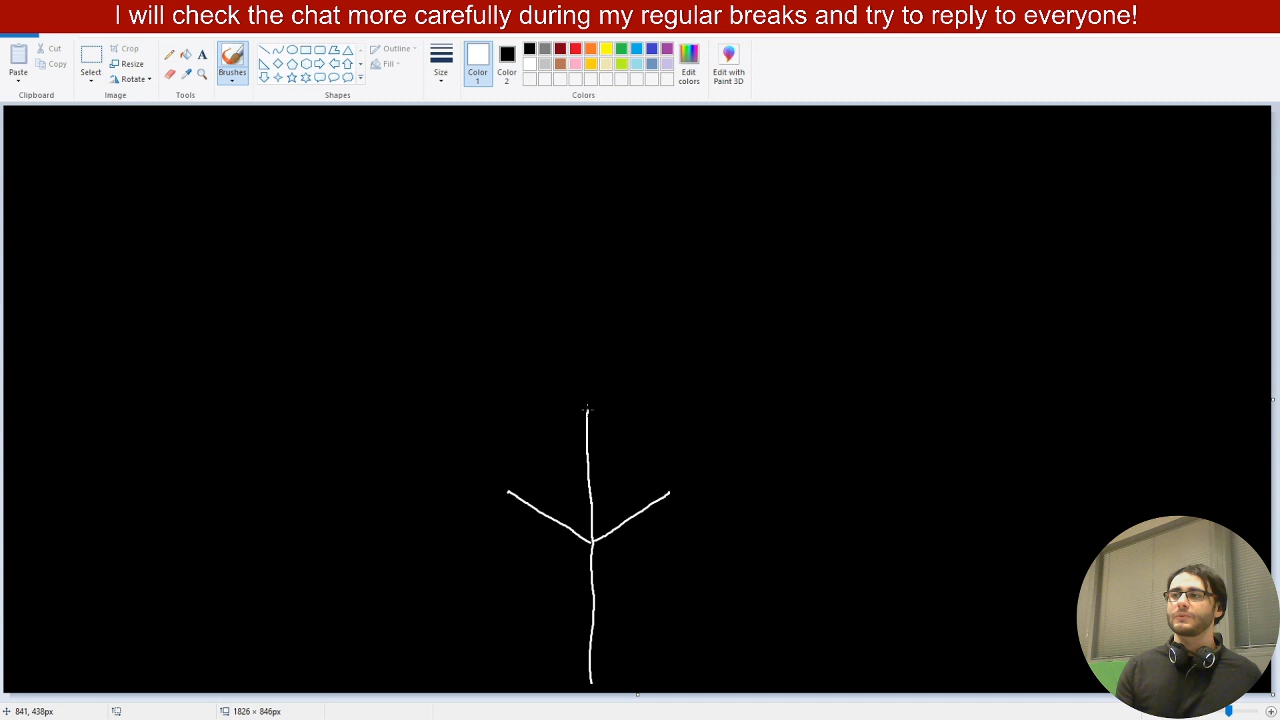 I will check the chat more carefully during my regular breaks and try to reply to everyone!
Paste
Cut
Copy
Clipboard
Select
Crop
Resize
Rotate
Image
Tools
Brushes
Shapes
Outline
Fill
Size
Color
1
Color
2
Edit
colors
Colors
Edit with
Paint 3D
841, 438px
1826 × 846px